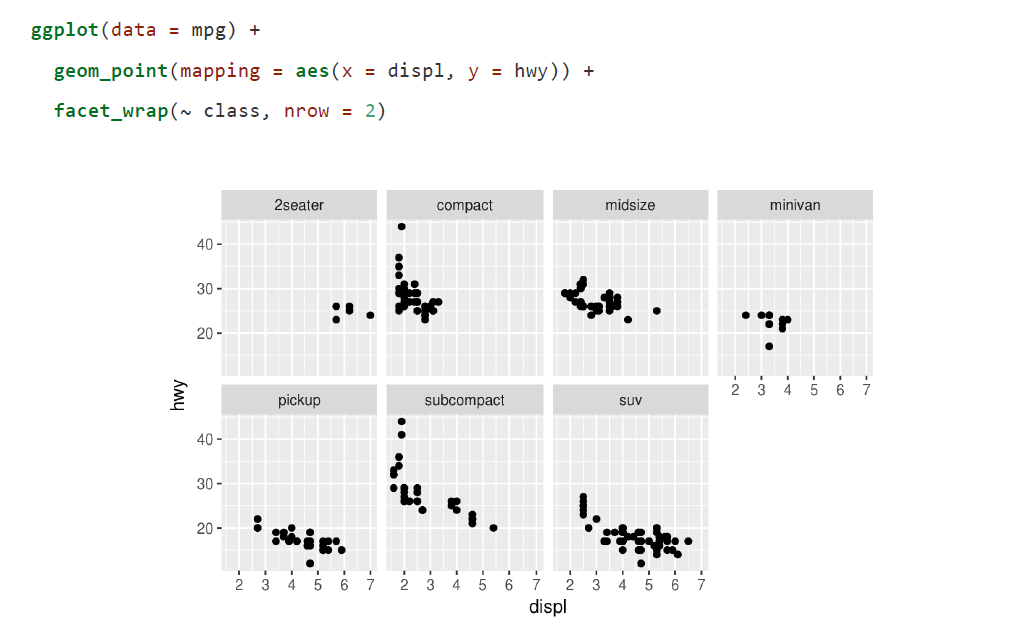 ggplot(data = mpg) +
geom_point(mapping = aes(x = displ, y = hwy)) +
facet_wrap(~ class, nrow = 2)
2seater compact midsize minivan
40
30
20
2 3 4 5 6 7
hwy
pickup subcompact suv
40
30
20
2 3 4 5 6 7 2 3 4 5 6 7 2 3 4 5 6 7
displ